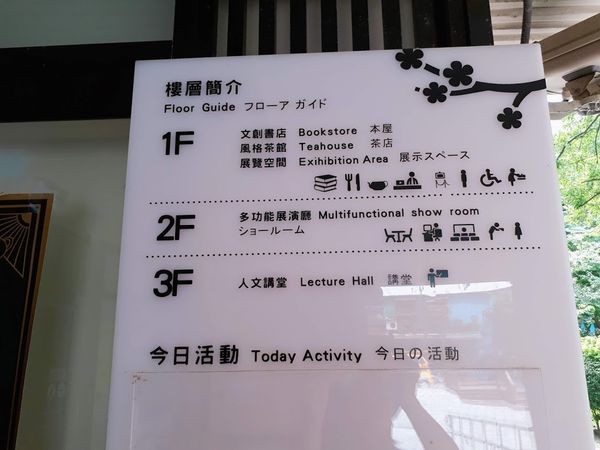 樓層簡介
Floor Guide フローア ガイド
1F
文創書店 Bookstore 本屋
風格茶館 Teahouse 茶店
展覽空間 Exihibition Area 展示スペース
2F
多功能展演廳 Multifunctional show room
ショールーム
3F
人文講堂 Lecture Hall 講堂
今日活動 Today Activity 今日の活動